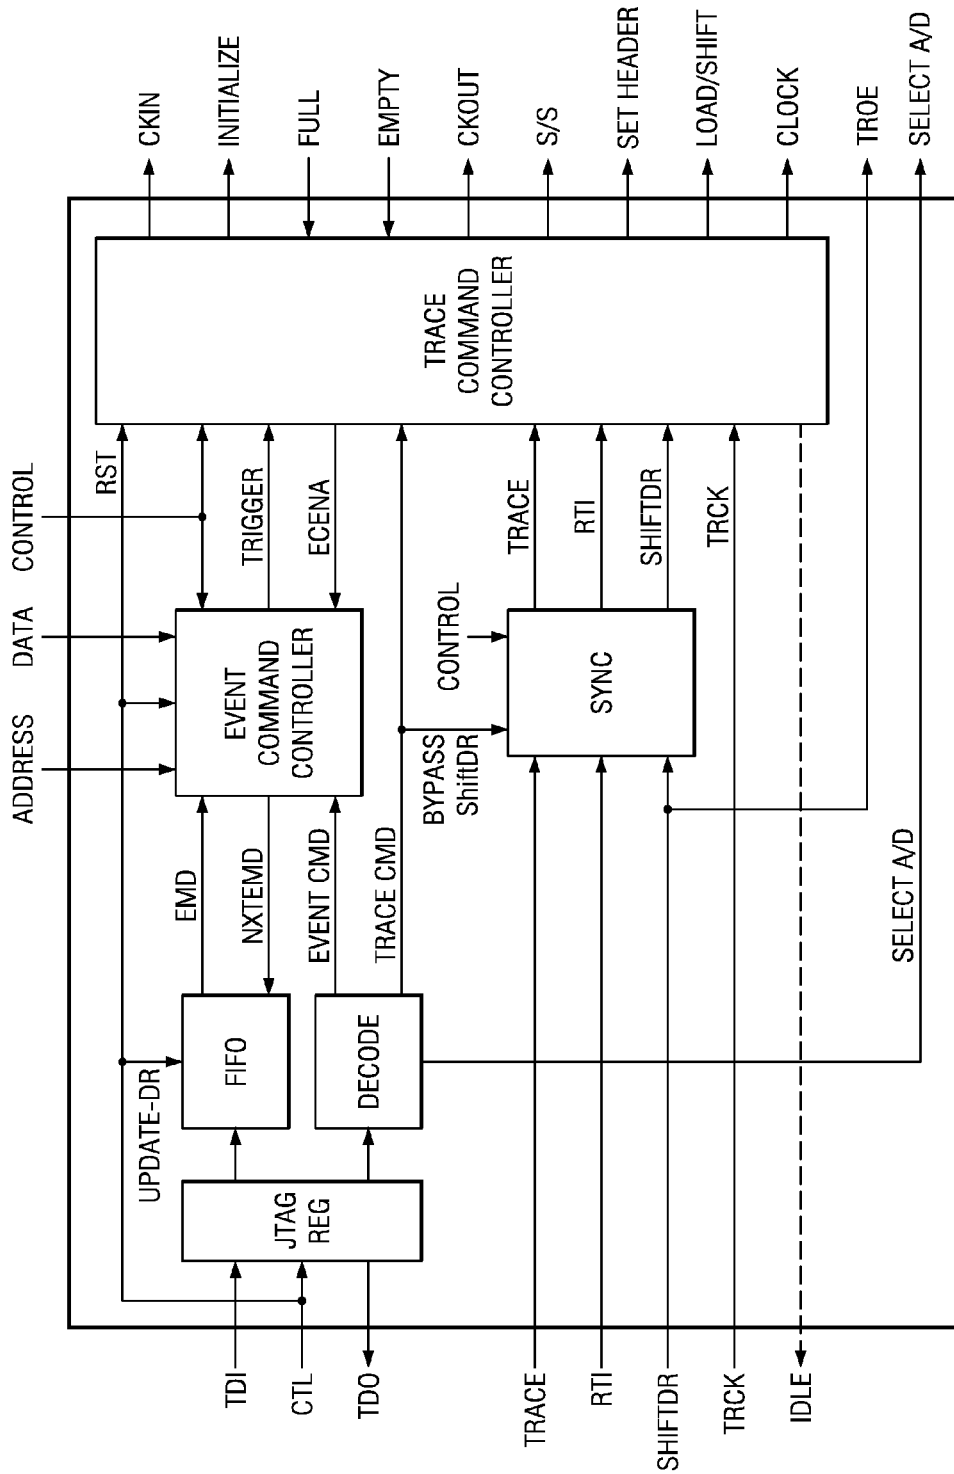 ADDRESS
DATA
CONTROL
TDI
CTL
TDO
TRACE
RTI
SHIFTDR
TRCK
IDLE
JTAG
REG
UPDATE-DR
FIFO
DECODE
EMD
NXTEMD
EVENT CMD
TRACE CMD
EVENT
COMMAND
CONTROLLER
RST
TRIGGER
ECENA
BYPASS
ShiftDR
CONTROL
SYNC
TRACE
RTI
SHIFTDR
TRCK
SELECT A/D
TRACE
COMMAND
CONTROLLER
CKIN
INITIALIZE
FULL
EMPTY
CKOUT
S/S
SET HEADER
LOAD/SHIFT
CLOCK
TROE
SELECT A/D